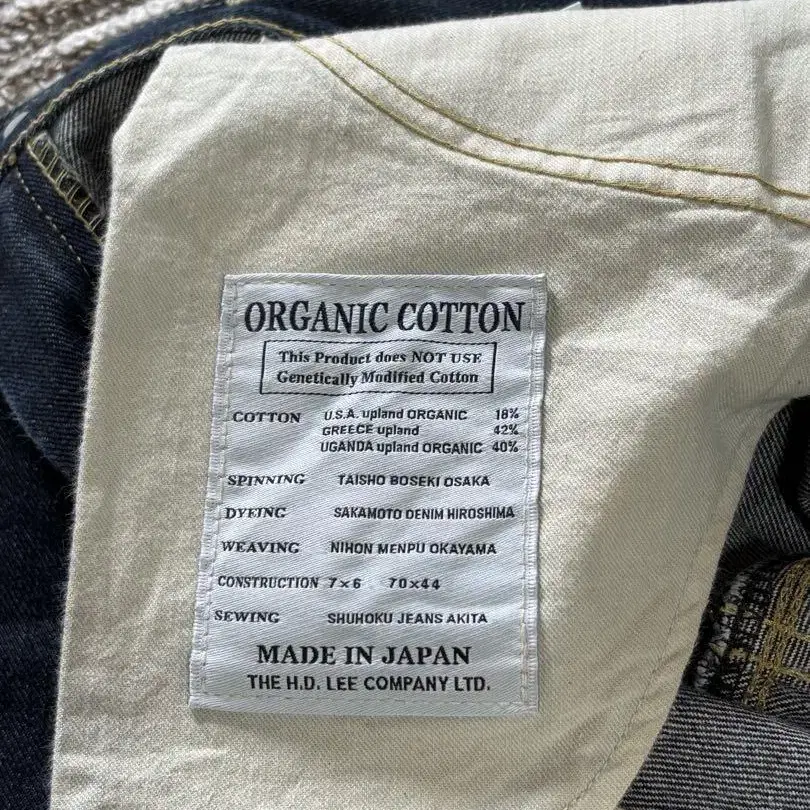 ORGANIC COTTON
This Product does NOT USE
Genetically Modified Cotton
COTTON U.S.A. upland ORGANIC 18%
GREECE upland 42%
UGANDA upland ORGANIC 40%
SPINNING TAISHO BOSEKI OSAKA
DYEING SAKAMOTO DENIM HIROSHIMA
WEAVING NIHON MENPU OKAYAMA
CONSTRUCTION 7×6 70×44
SEWING SHUHOKU JEANS AKITA
MADE IN JAPAN
THE H.D. LEE COMPANY LTD.